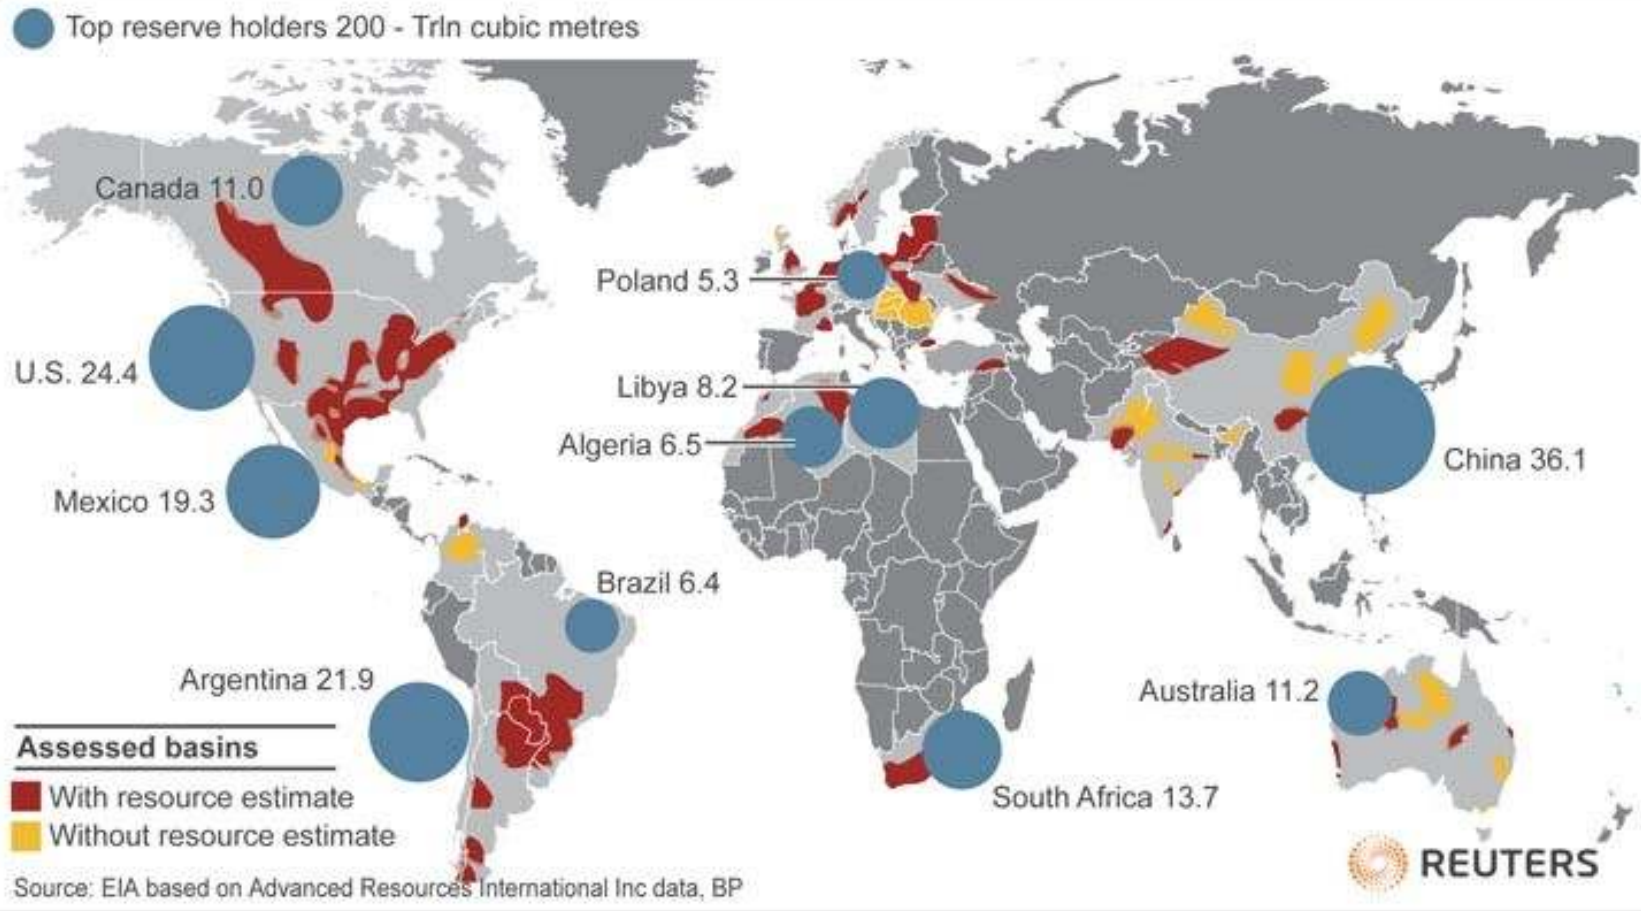 Top reserve holders 200 - Trln cubic metres
Canada 11.0
Poland 5.3
U.S. 24.4
Libya 8.2
Algeria 6.5
China 36.1
Mexico 19.3
Brazil 6.4
Argentina 21.9
Australia 11.2
South Africa 13.7
Assessed basins
With resource estimate
Without resource estimate
REUTERS
Source: EIA based on Advanced Resources International Inc data, BP